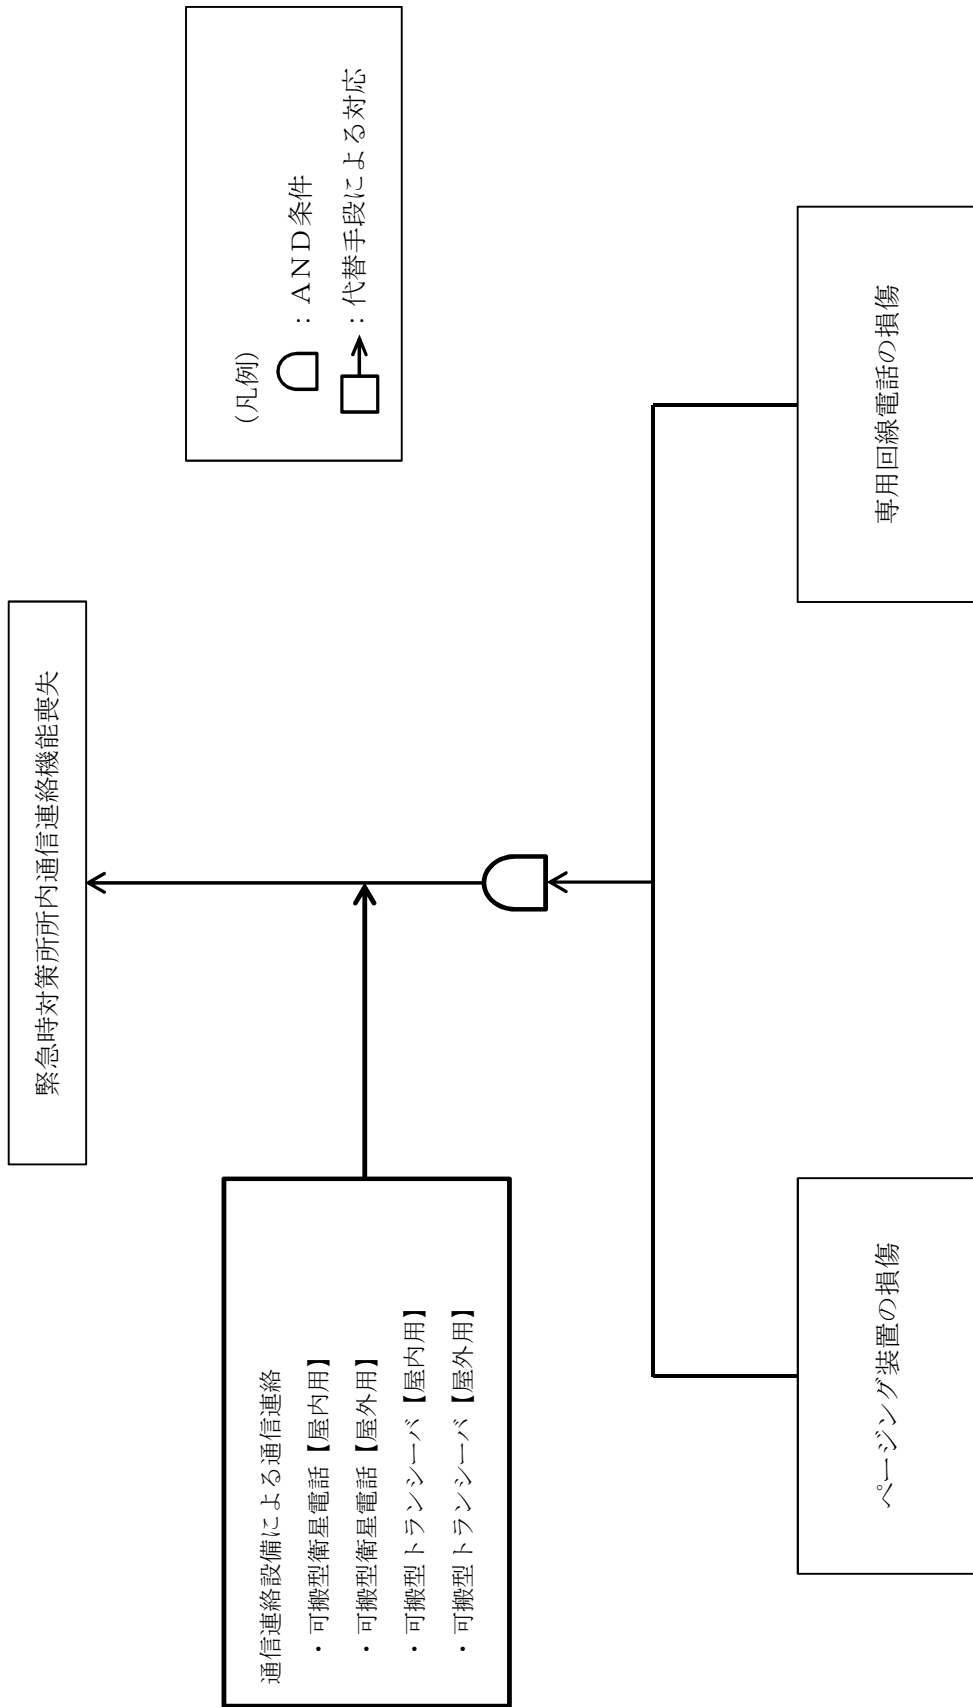 緊急時対策所所内通信連絡機能喪失
(凡例)
：AND条件
：代替手段による対応
通信連絡設備による通信連絡
・可搬型衛星電話【屋内用】
・可搬型衛星電話【屋外用】
・可搬型トランシーバ【屋内用】
・可搬型トランシーバ【屋外用】
ページング装置の損傷
専用回線電話の損傷